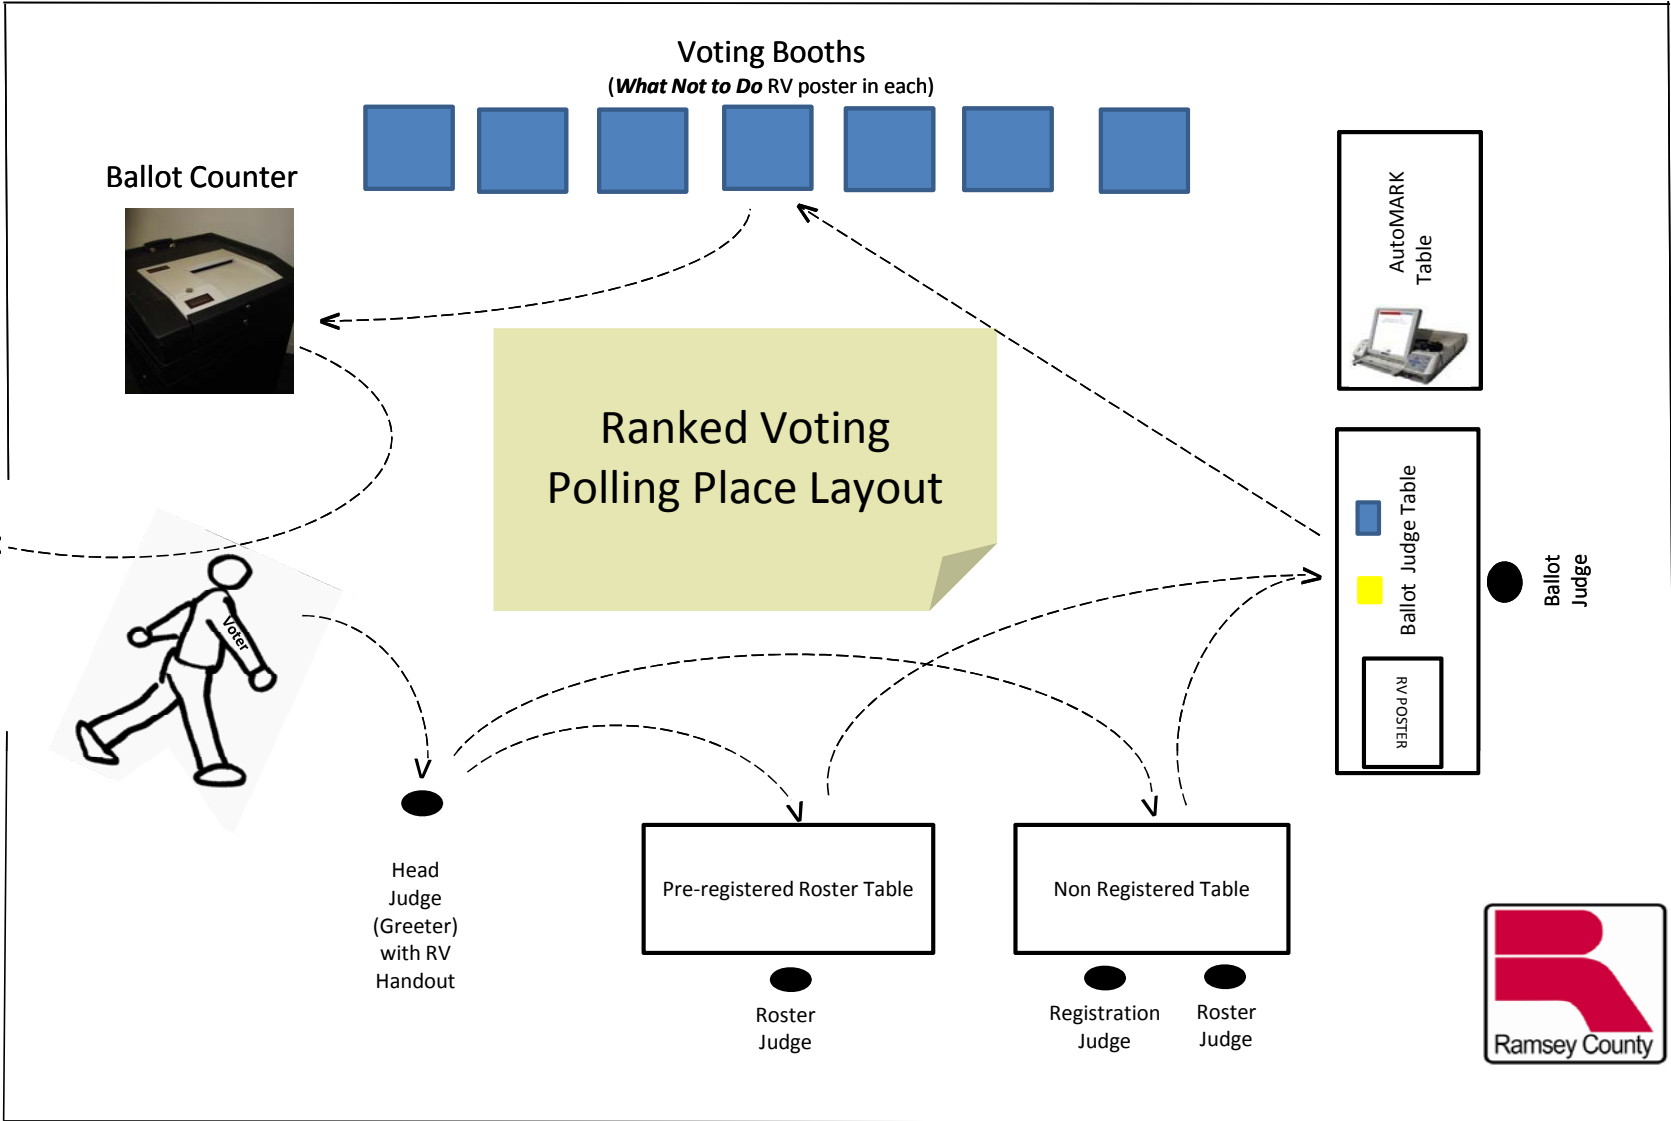 Voting Booths
(What Not to Do RV poster in each)
Ballot Counter
AutoMARK
Table
Ranked Voting
Polling Place Layout
Ballot Judge Table
Ballot
Judge
RV POSTER
Voter
Head
Judge
(Greeter)
with RV
Handout
Pre-registered Roster Table
Non Registered Table
Roster
Judge
Registration
Judge
Roster
Judge
Ramsey County